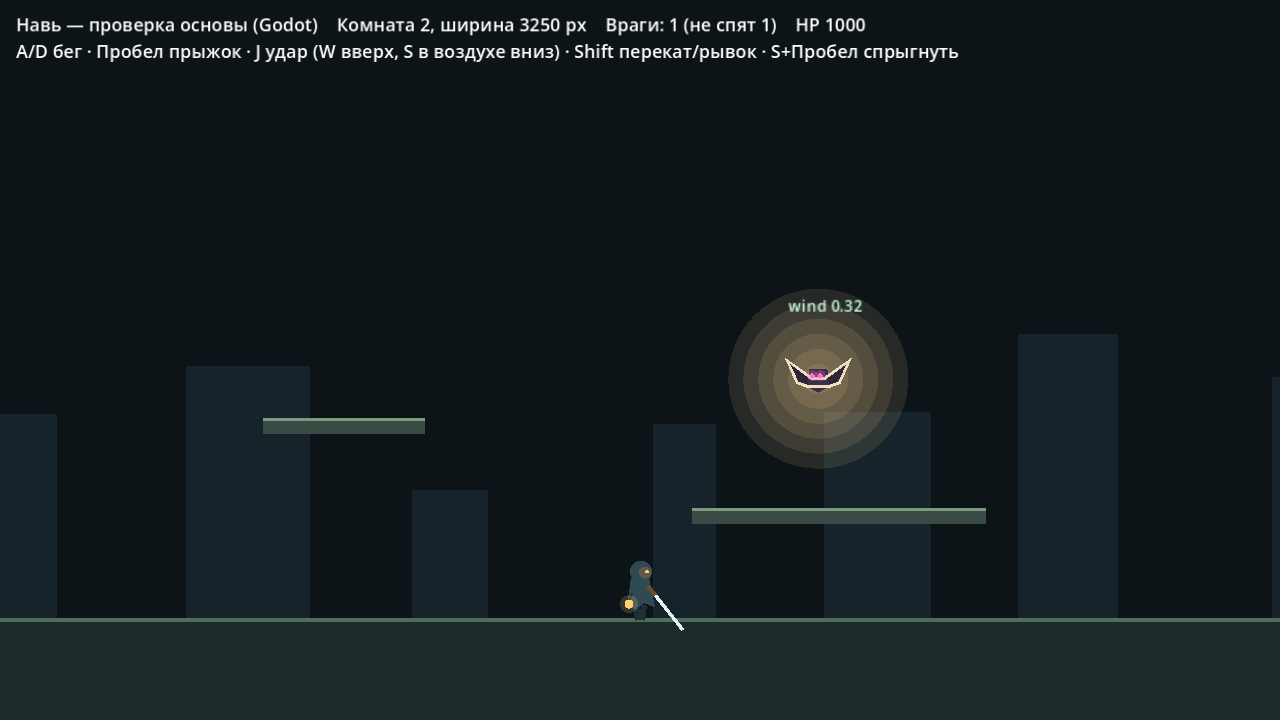 Навь — проверка основы (Godot)    Комната 2, ширина 3250 px    Враги: 1 (не спят 1)    HP 1000
A/D бег · Пробел прыжок · J удар (W вверх, S в воздухе вниз) · Shift перекат/рывок · S+Пробел спрыгнуть
wind 0.32